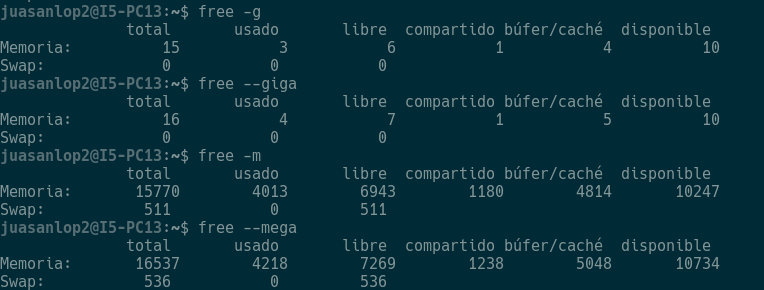 juasanlop2@I5-PC13:~$ free -g
total usado libre compartido búfer/caché disponible
Memoria: 15 3 6 1 4 10
Swap: 0 0 0
juasanlop2@I5-PC13:~$ free --giga
total usado libre compartido búfer/caché disponible
Memoria: 16 4 7 1 5 10
Swap: 0 0 0
juasanlop2@I5-PC13:~$ free -m
total usado libre compartido búfer/caché disponible
Memoria: 15770 4013 6943 1180 4814 10247
Swap: 511 0 511
juasanlop2@I5-PC13:~$ free --mega
total usado libre compartido búfer/caché disponible
Memoria: 16537 4218 7269 1238 5048 10734
Swap: 536 0 536